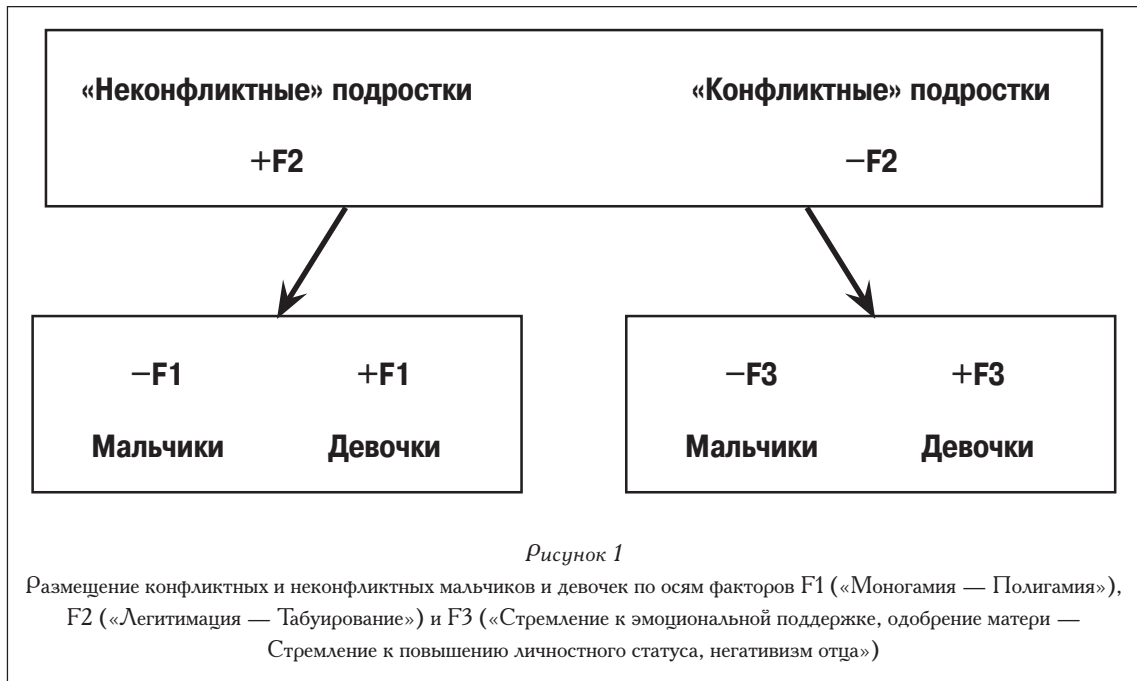 «Неконфликтные» подростки «Конфликтные» подростки
+F2 −F2
−F1 +F1 −F3 +F3
Мальчики Девочки Мальчики Девочки
Рисунок 1
Размещение конфликтных и неконфликтных мальчиков и девочек по осям факторов F1 («Моногамия — Полигамия»),
F2 («Легитимация — Табуирование») и F3 («Стремление к эмоциональной поддержке, одобрение матери —
Стремление к повышению личностного статуса, негативизм отца»)